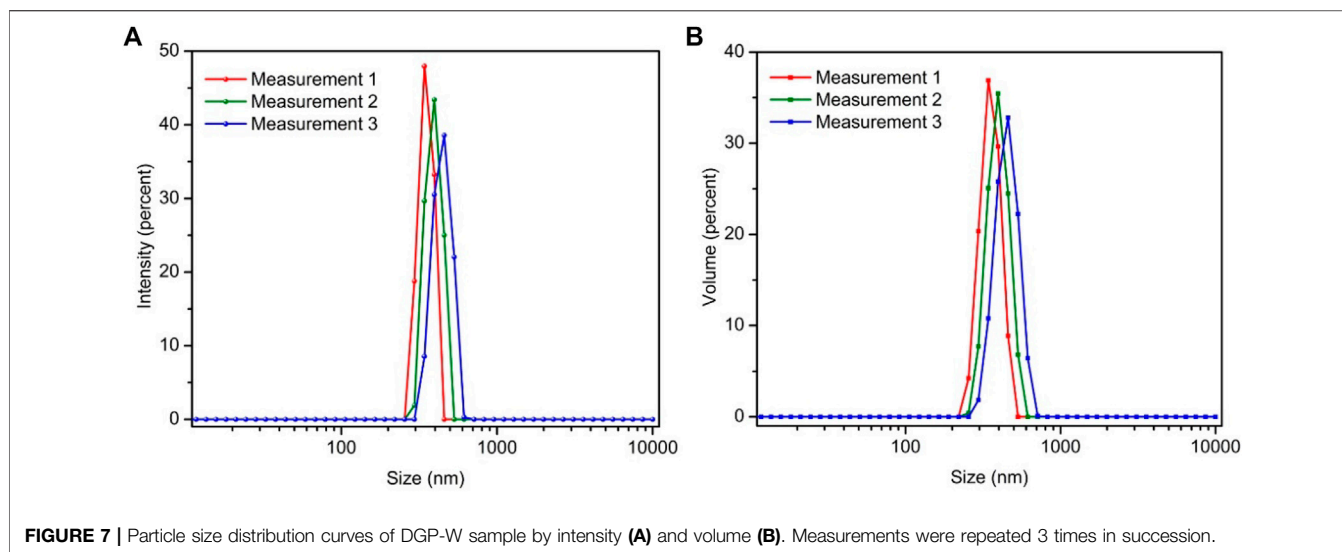 A
50
40
30
20
10
0
Intensity (percent)
Measurement 1
Measurement 2
Measurement 3
100
1000
10000
Size (nm)
B
40
30
20
10
0
Volume (percent)
Measurement 1
Measurement 2
Measurement 3
100
1000
10000
Size (nm)
FIGURE 7 | Particle size distribution curves of DGP-W sample by intensity (A) and volume (B). Measurements were repeated 3 times in succession.